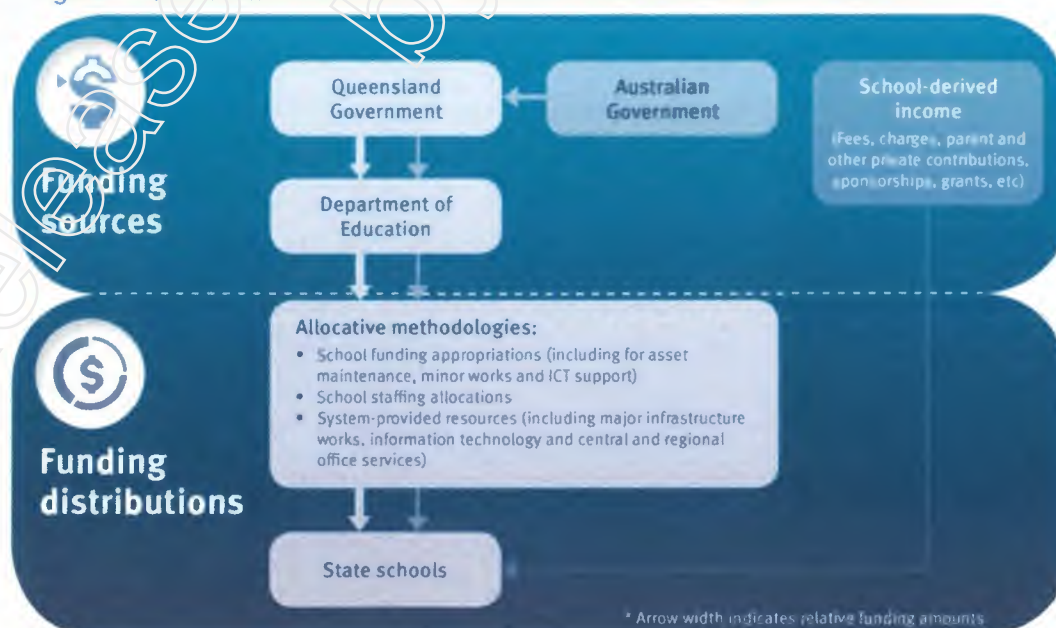 Funding
sources
Queensland
Government
Australian
Government
School-derived
income
(Fees, charges, parent and
other private contributions,
sponsorships, grants, etc)
Department of
Education
Funding
distributions
Allocative methodologies:
• School funding appropriations (including for asset
maintenance, minor works and ICT support)
• School staffing allocations
• System-provided resources (including major infrastructure
works, information technology and central and regional
office services)
State schools
* Arrow width indicates relative funding amounts